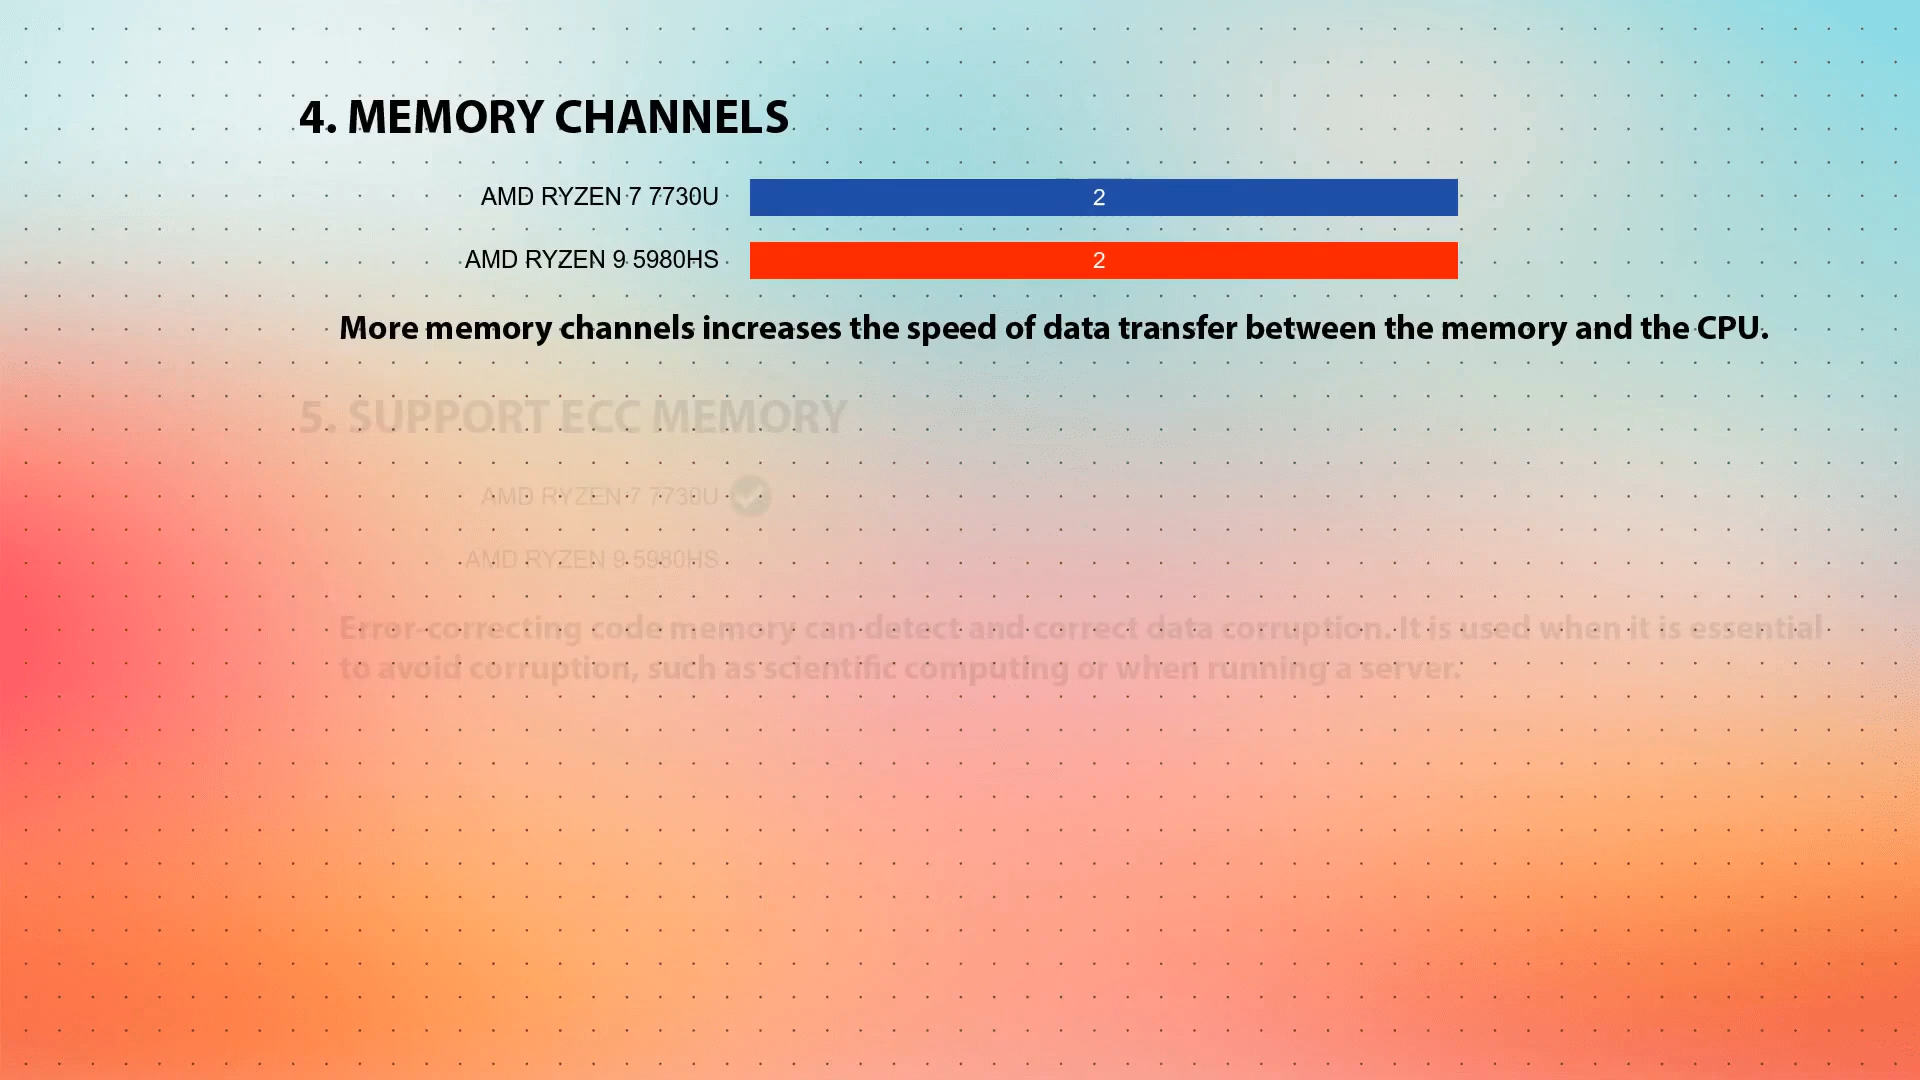 4. MEMORY CHANNELS
AMD RYZEN 7 7730U
2
AMD RYZEN 9 5980HS
2
More memory channels increases the speed of data transfer between the memory and the CPU.
5. SUPPORT ECC MEMORY
AMD RYZEN 7 7730U
AMD RYZEN 9 5980HS
Error-correcting code memory can detect and correct data corruption. It is used when it is essential
to avoid corruption, such as scientific computing or when running a server.